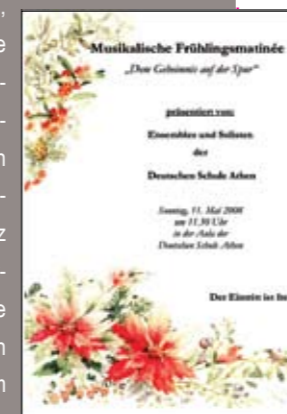 Musikalische Frühlingsmatinée
„Dem Geheimnis auf der Spur“
präsentiert von:
Ensembles und Solisten
der
Deutschen Schule Athen
Sonntag, 11. Mai 2008
um 11.30 Uhr
in der Aula der
Deutschen Schule Athen
Der Eintritt ist